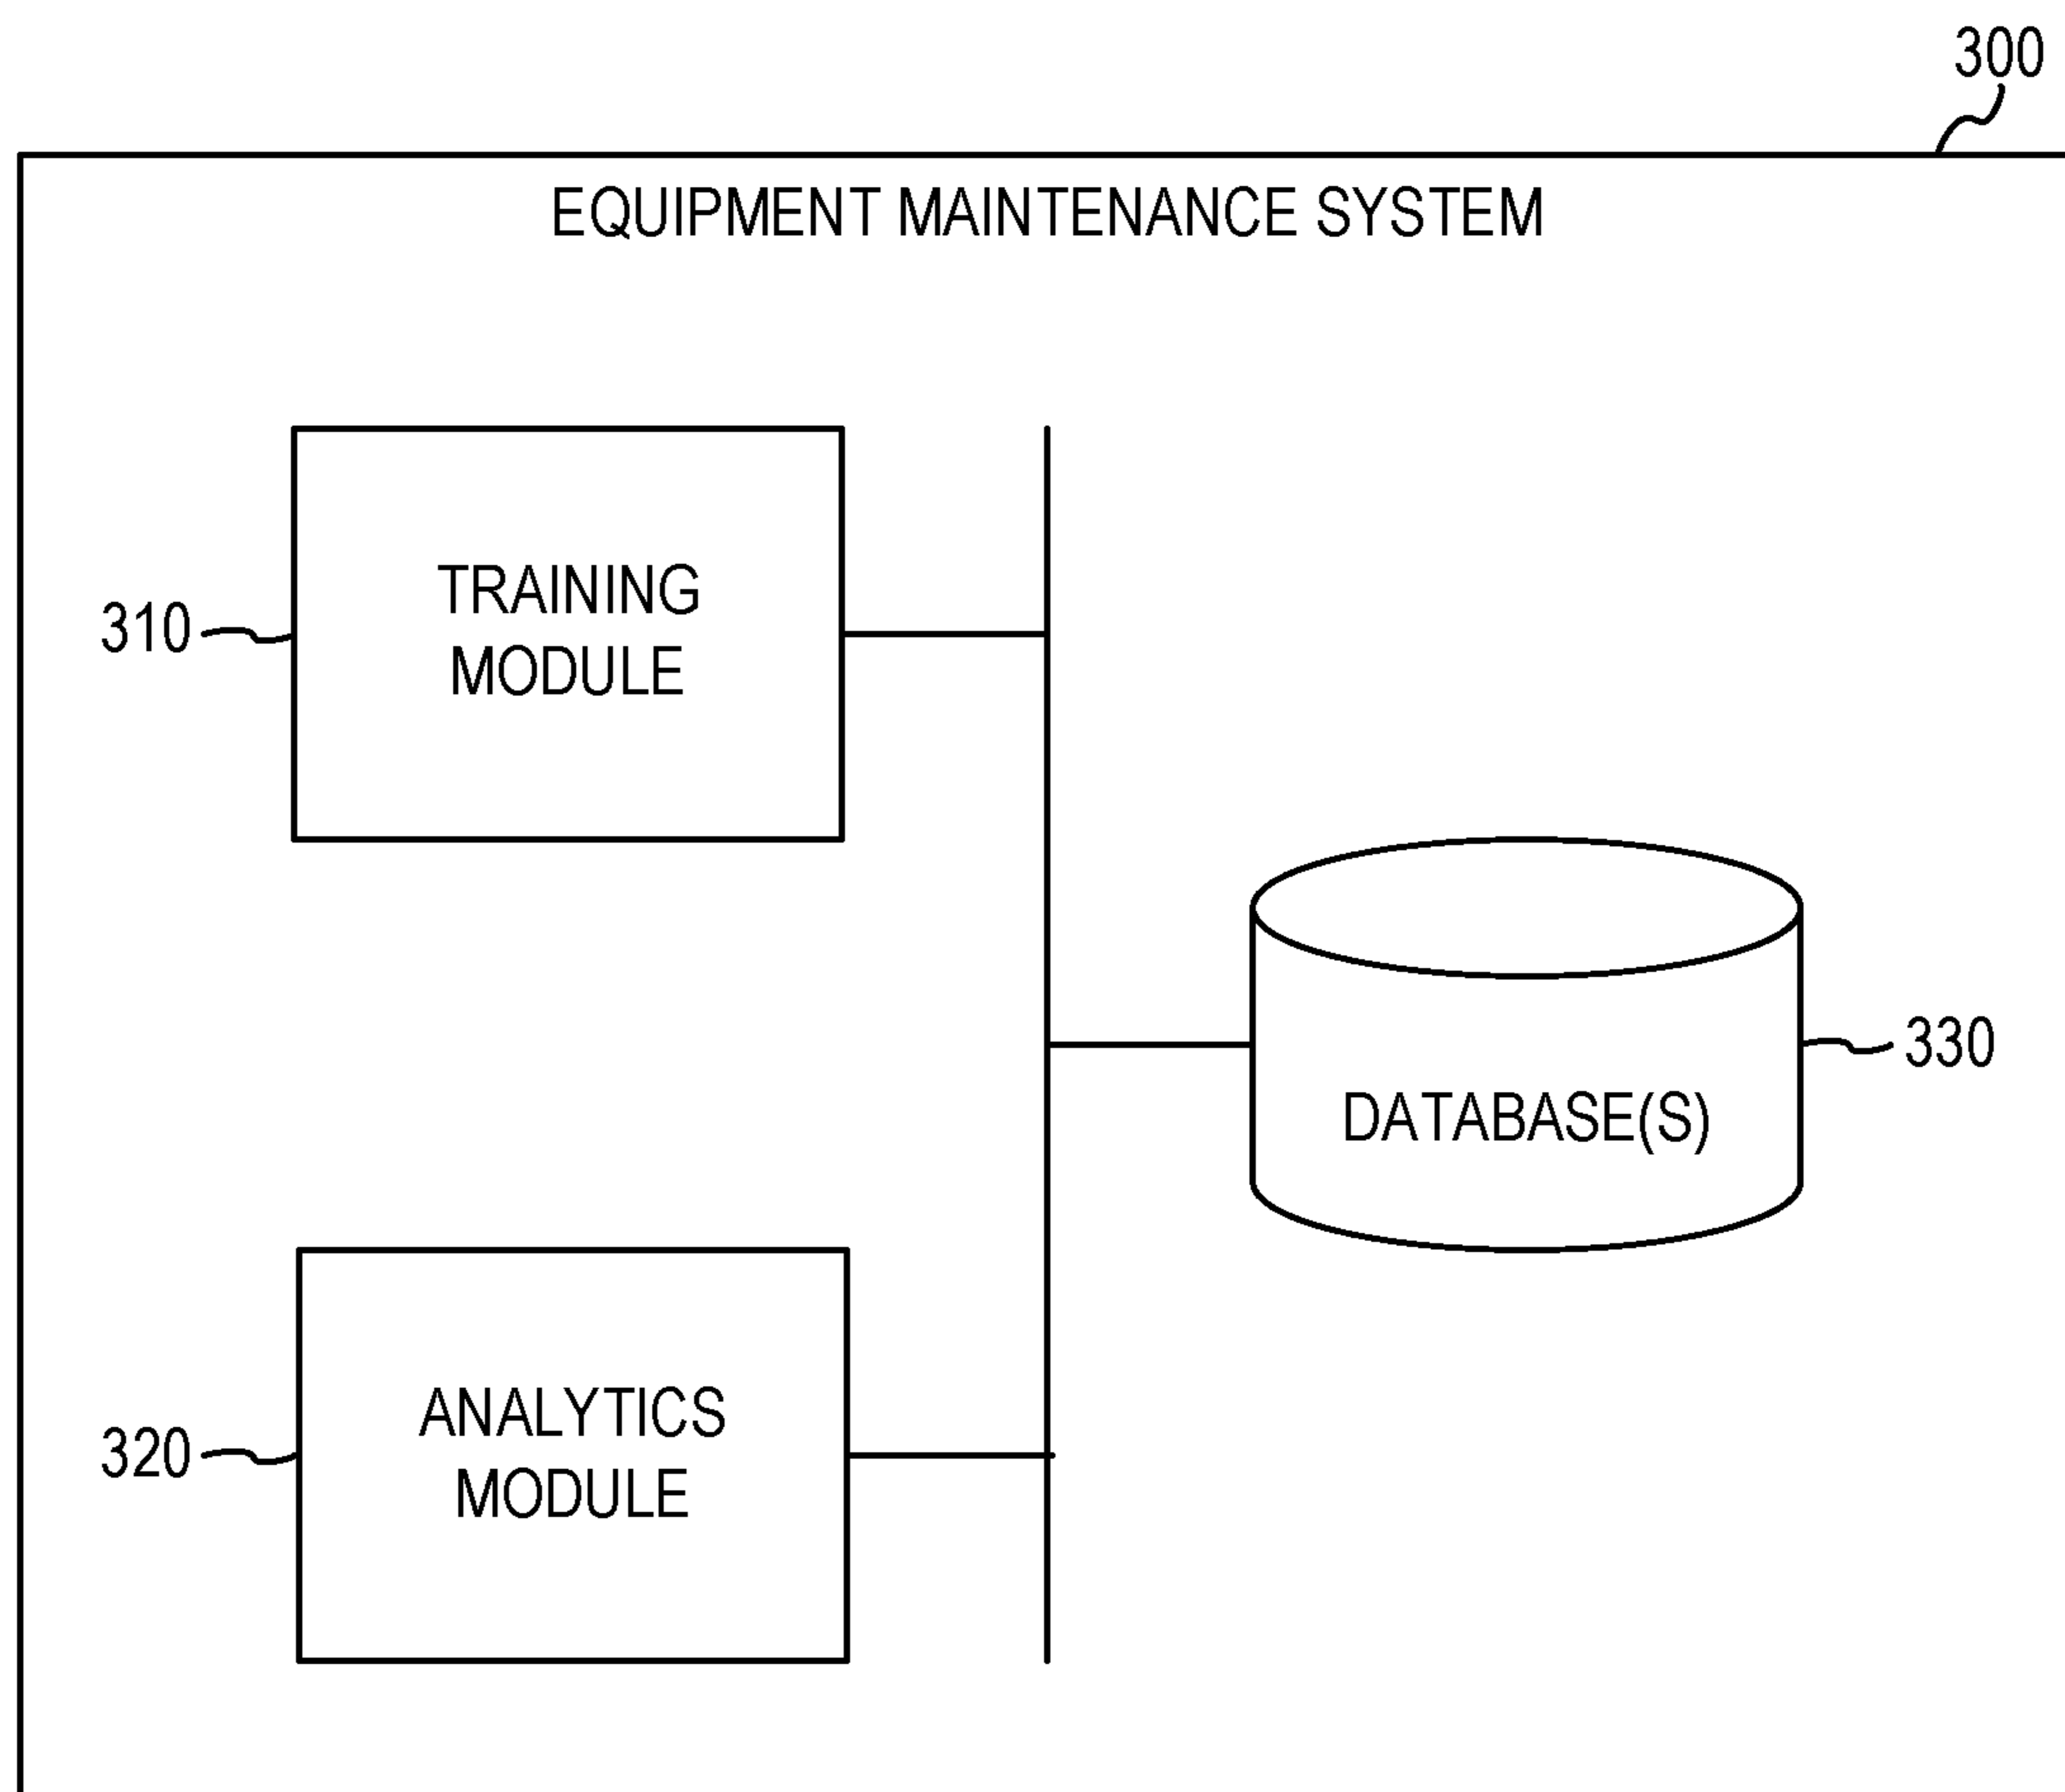 300
EQUIPMENT MAINTENANCE SYSTEM
TRAINING
MODULE
310
330
DATABASE(S)
ANALYTICS
MODULE
320